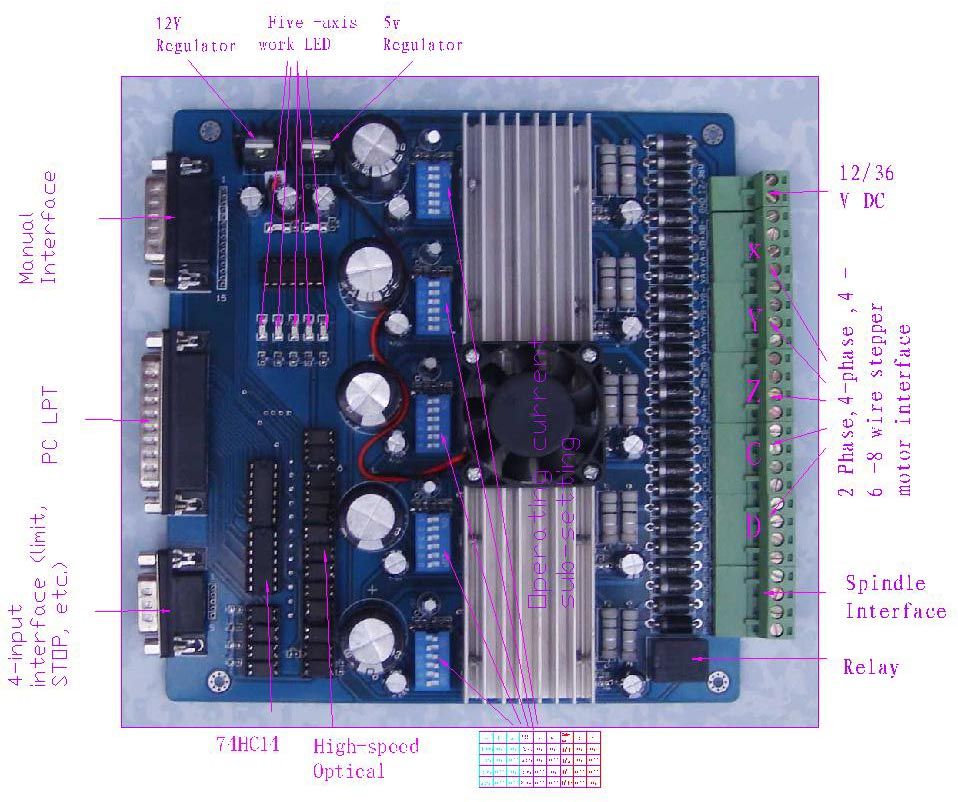 12V
Regulator
Five -axis
work LED
5v
Regulator
Manual
Interface
PC LPT
4-input
interface (limit,
STOP, etc.)
1
15
Operating current
sub-setting
X
Y
Z
C
D
12/36
V DC
2 Phase,4-phase ,4 -
6 -8 wire stepper
motor interface
Spindle
Interface
Relay
74HC14
High-speed
Optical